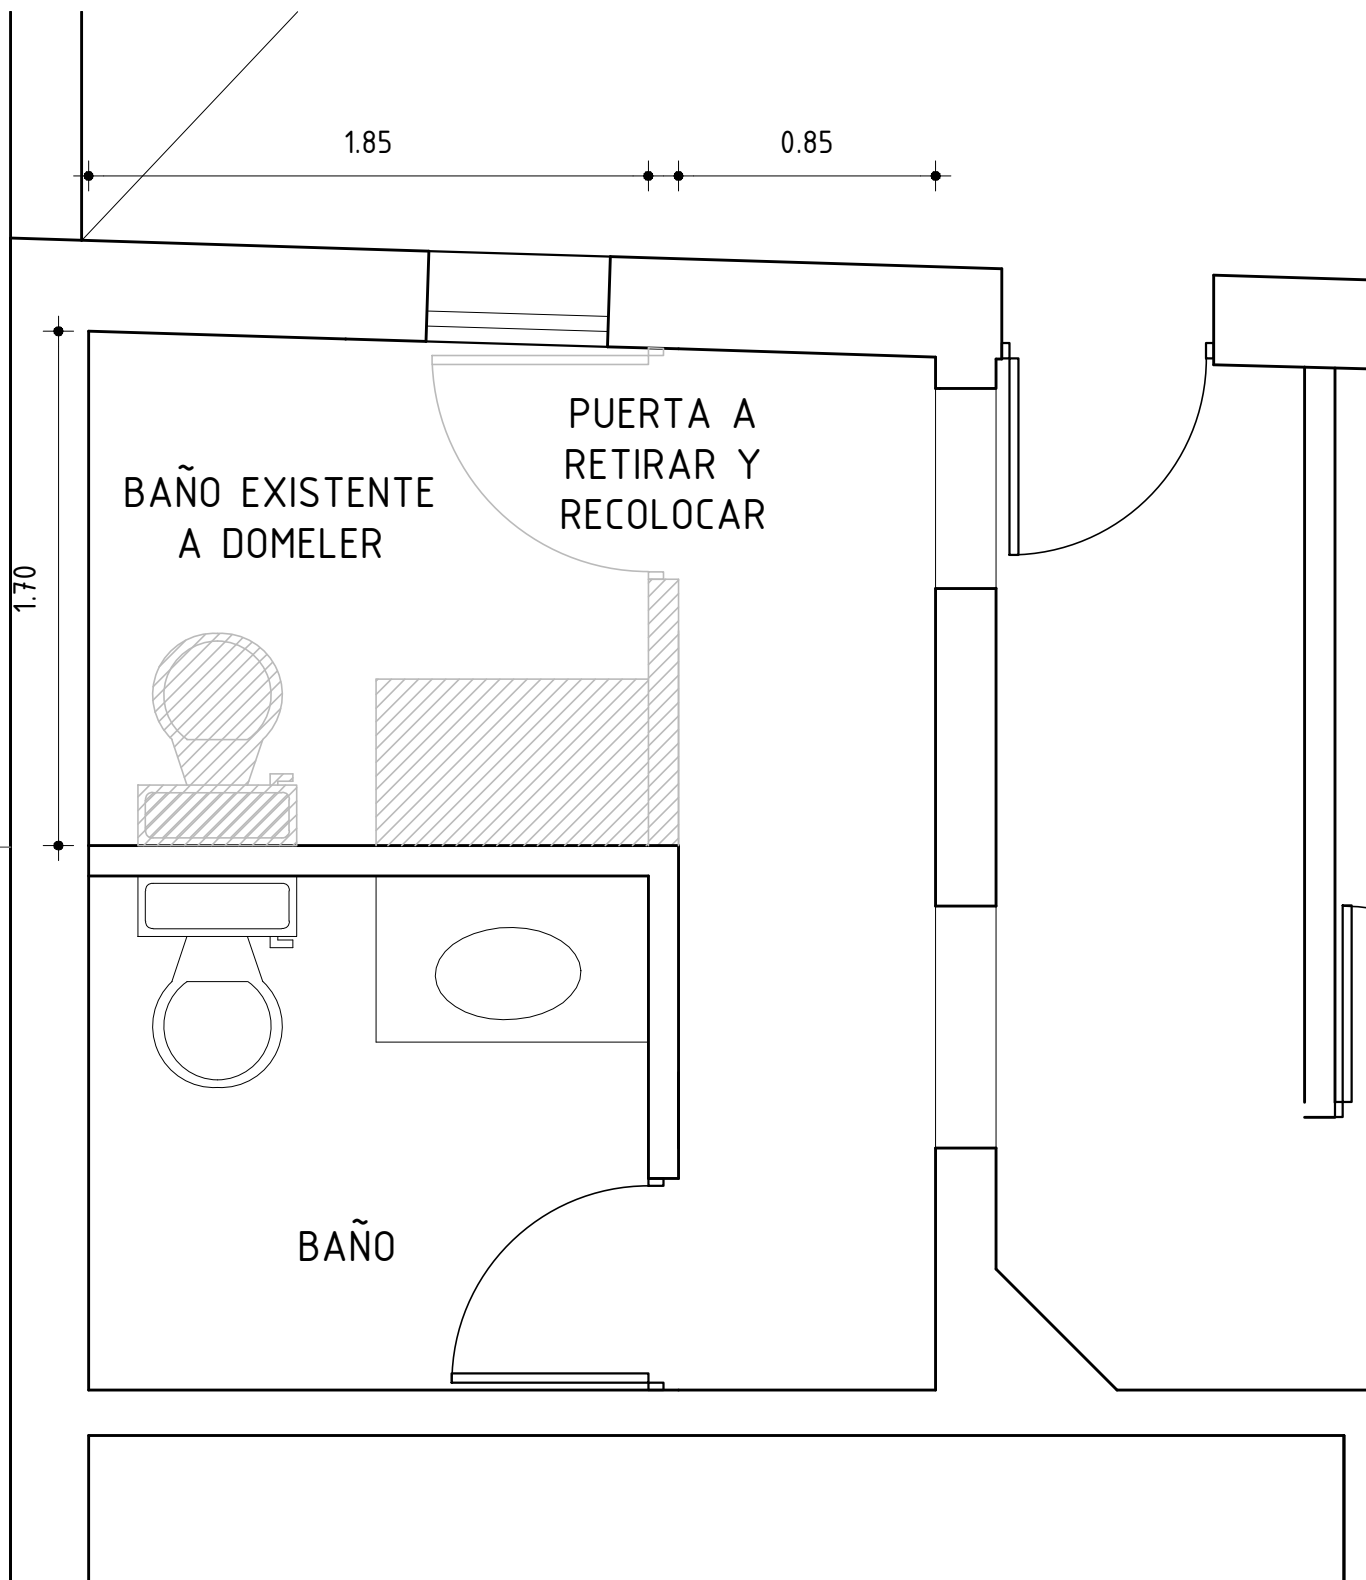 1.85
0.85
PUERTA A
RETIRAR Y
RECOLOCAR
BAÑO EXISTENTE
A DOMELER
1.70
BAÑO